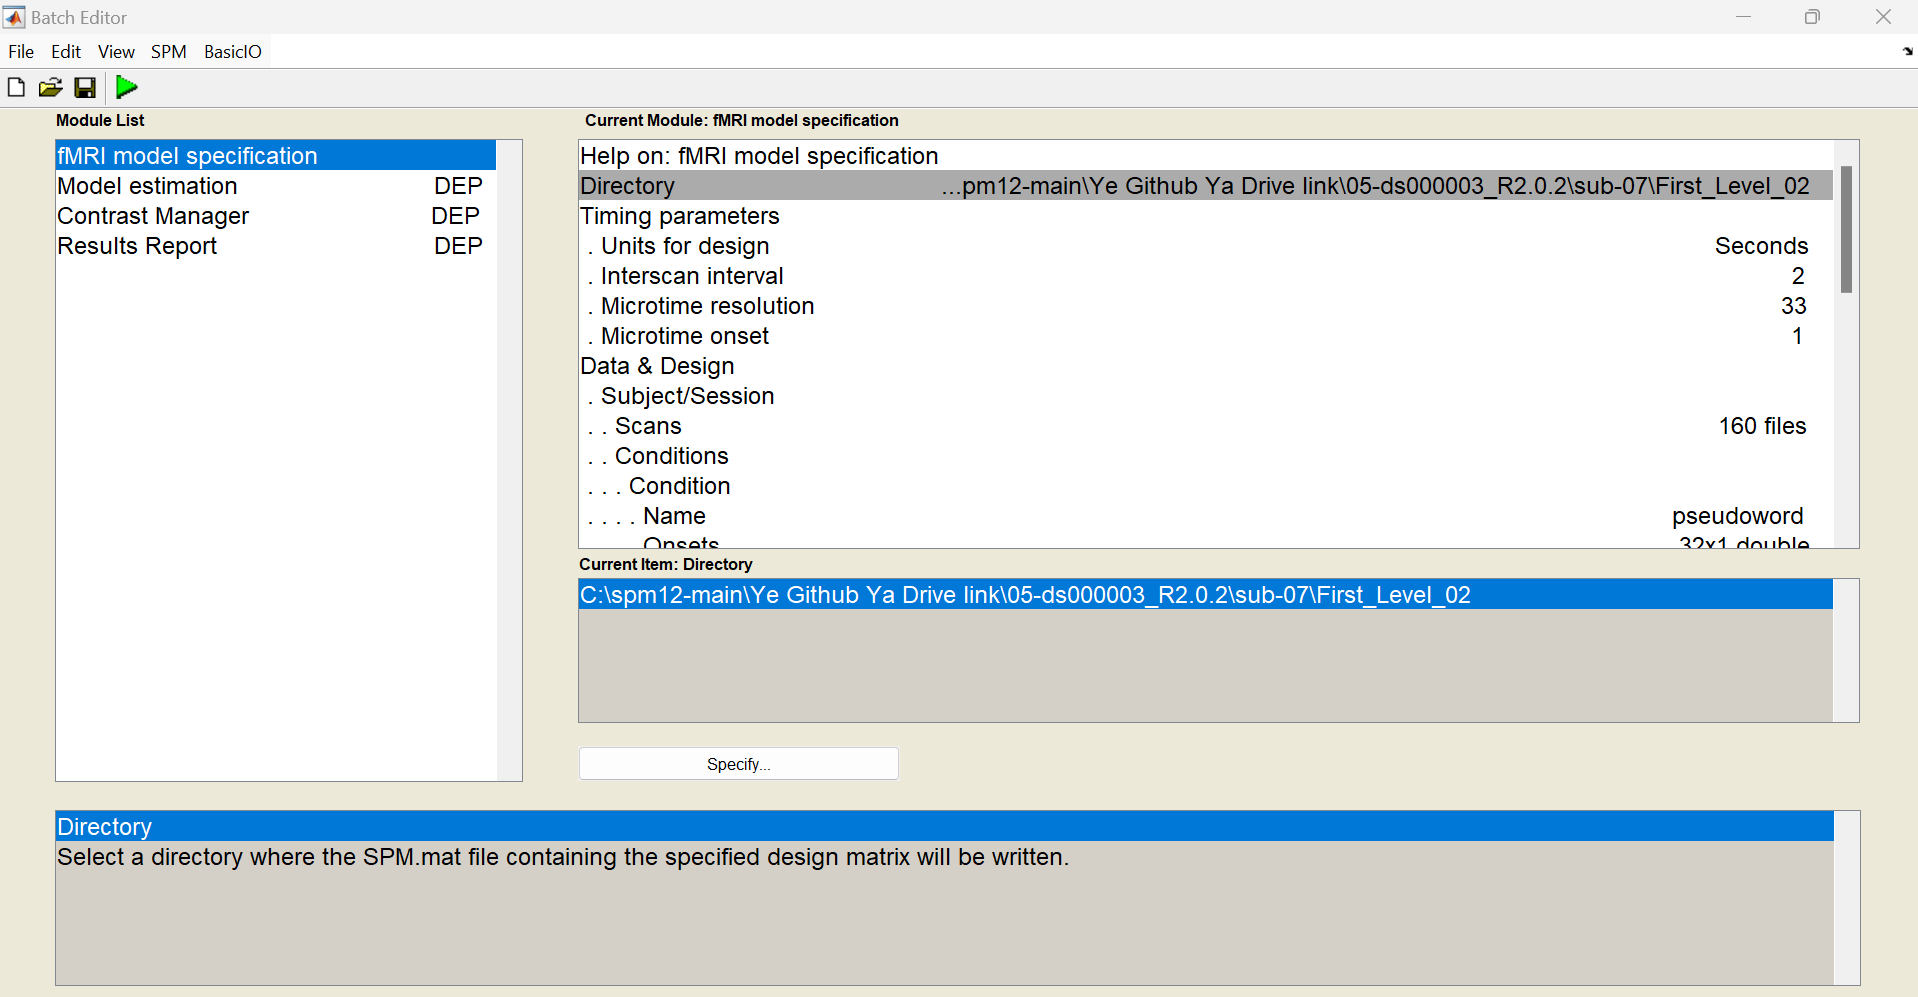 Batch Editor
File Edit View SPM BasicIO
Module List
fMRI model specification
Model estimation DEP
Contrast Manager DEP
Results Report DEP
Current Module: fMRI model specification
Help on: fMRI model specification
Directory ...pm12-main\Ye Github Ya Drive link\05-ds000003_R2.0.2\sub-07\First_Level_02
Timing parameters
. Units for design Seconds
. Interscan interval 2
. Microtime resolution 33
. Microtime onset 1
Data & Design
. Subject/Session
. . Scans 160 files
. . Conditions
. . . Condition
. . . . Name pseudoword
Onsets 32x1 double
Current Item: Directory
C:\spm12-main\Ye Github Ya Drive link\05-ds000003_R2.0.2\sub-07\First_Level_02
Specify...
Directory
Select a directory where the SPM.mat file containing the specified design matrix will be written.